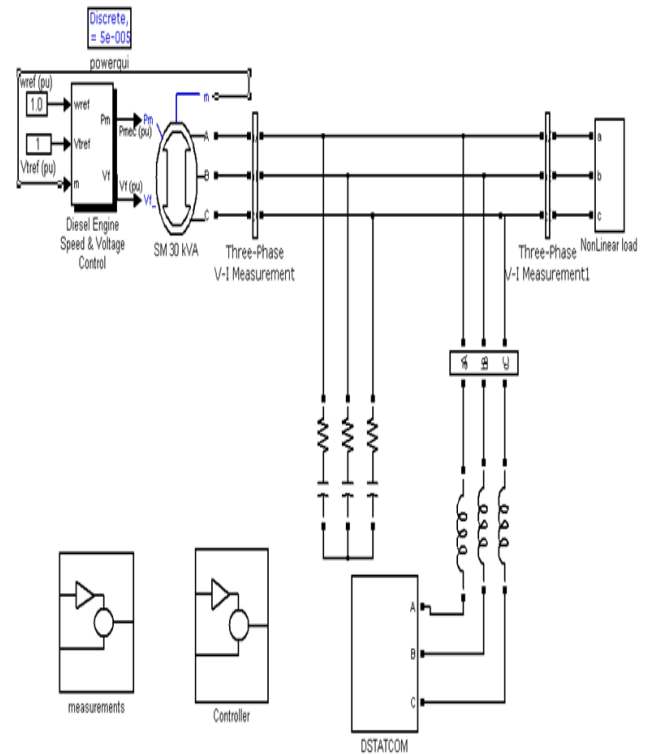 Discrete,
= 5e-005
powergui
wref (pu)
1.0
wref
Pm
Pm
Pmec (pu)
1
Vtref
Vtref (pu)
m
Vf
Vf (pu)
Vf_
m
A
B
C
Diesel Engine
Speed & Voltage
Control
SM 30 kVA
Three-Phase
V-I Measurement
Three-Phase
V-I Measurement1
a
b
c
NonLinear load
A
B
C
measurements
Controller
DSTATCOM